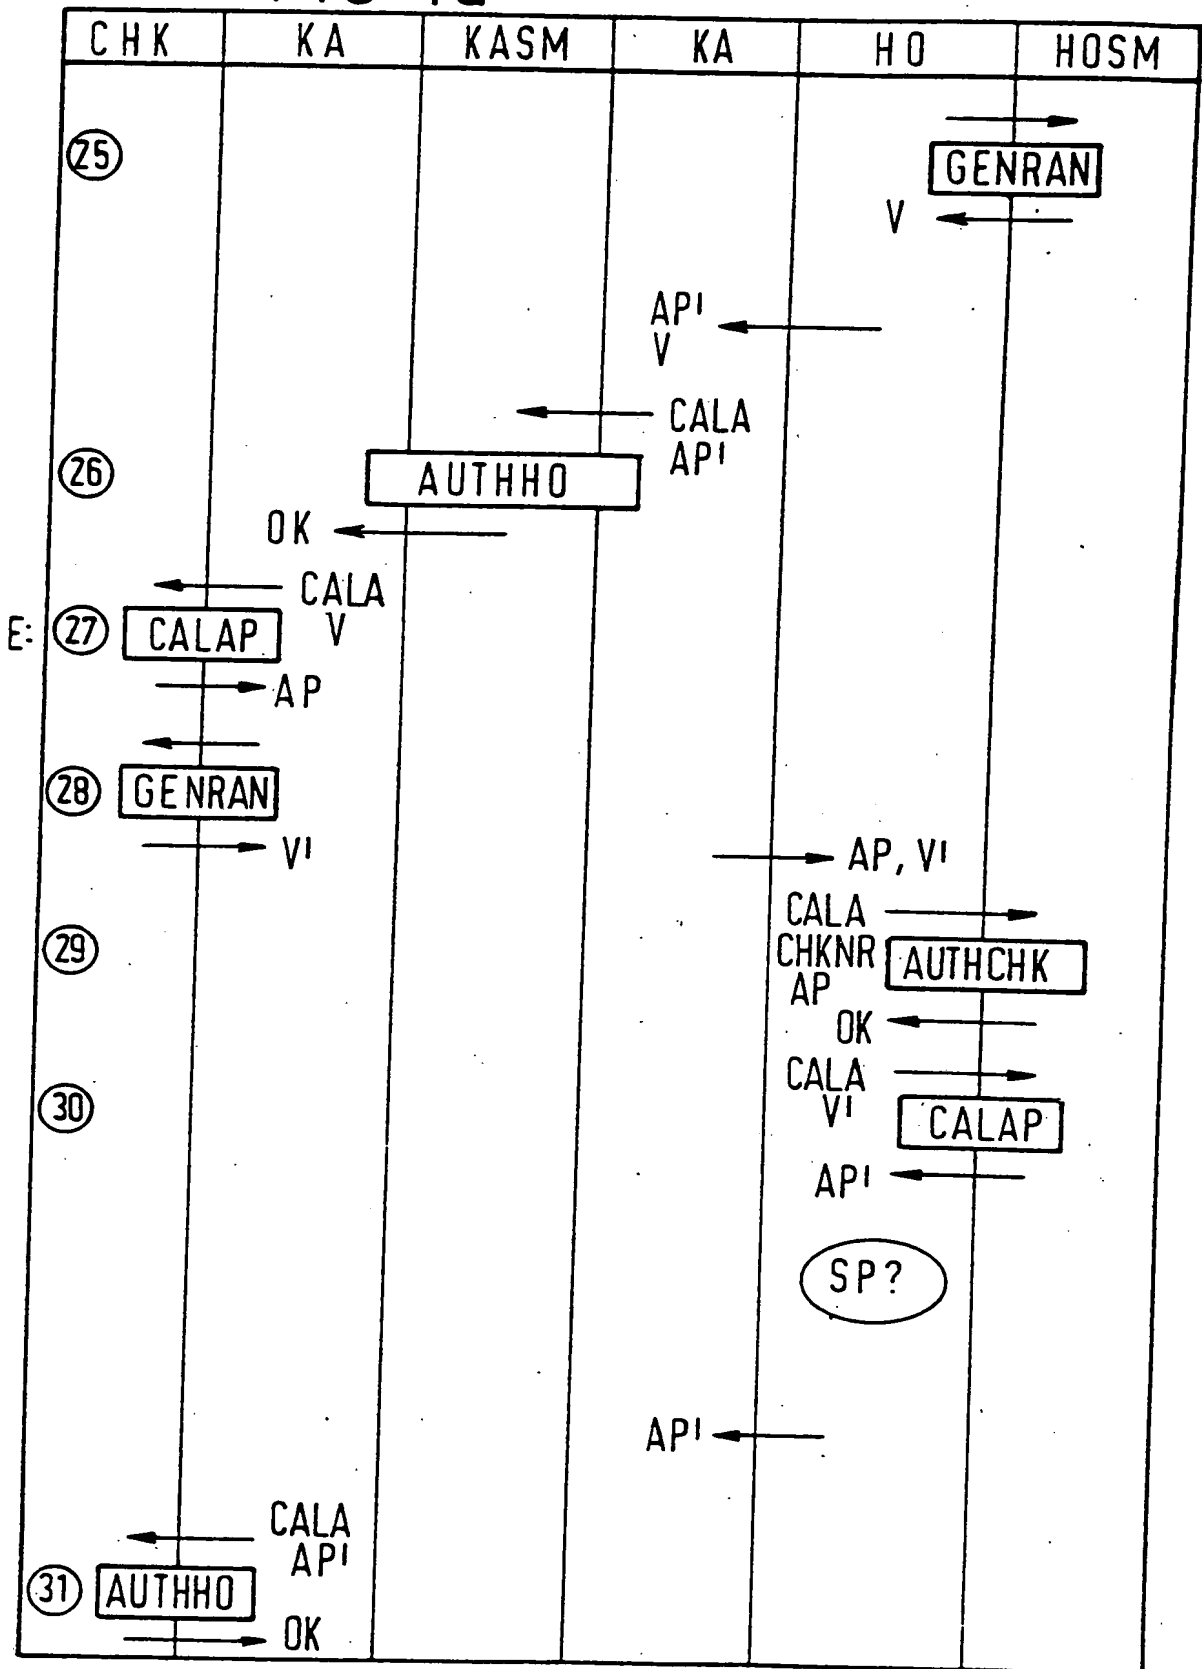 CHK KA KASM KA HO HOSM
25
GENRAN
V
AP'
V
CALA
AP'
26 AUTHHO
OK
CALA
V
E: 27 CALAP
AP
28 GENRAN
V'
AP, V'
CALA
CHKNR
AP
29 AUTHCHK
OK
CALA
V'
30 CALAP
AP'
SP?
AP'
CALA
AP'
31 AUTHHO
OK